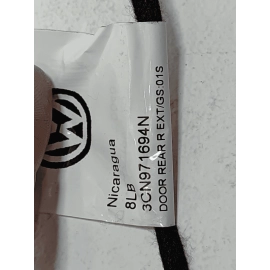 Nicaragua
8LB
3CN971694N
DOOR REAR R EXT/GS 01S